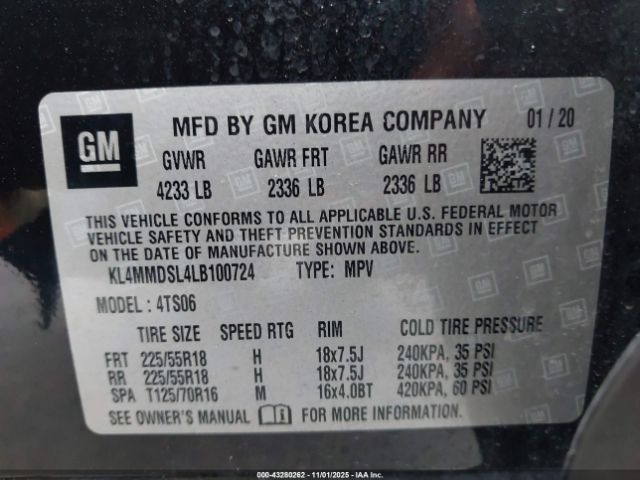 GM MFD BY GM KOREA COMPANY 01 / 20
GVWR GAWR FRT GAWR RR
4233 LB 2336 LB 2336 LB
THIS VEHICLE CONFORMS TO ALL APPLICABLE U.S. FEDERAL MOTOR
VEHICLE SAFETY AND THEFT PREVENTION STANDARDS IN EFFECT
ON THE DATE OF MANUFACTURE SHOWN ABOVE.
KL4MMDSL4LB100724 TYPE: MPV
MODEL : 4TS06
TIRE SIZE SPEED RTG RIM COLD TIRE PRESSURE
FRT 225/55R18 H 18x7.5J 240KPA, 35 PSI
RR 225/55R18 H 18x7.5J 240KPA, 35 PSI
SPA T125/70R16 M 16x4.0BT 420KPA, 60 PSI
SEE OWNER'S MANUAL FOR MORE INFORMATION.
00-43280262 - 11/01/2025 - IAAI.CA